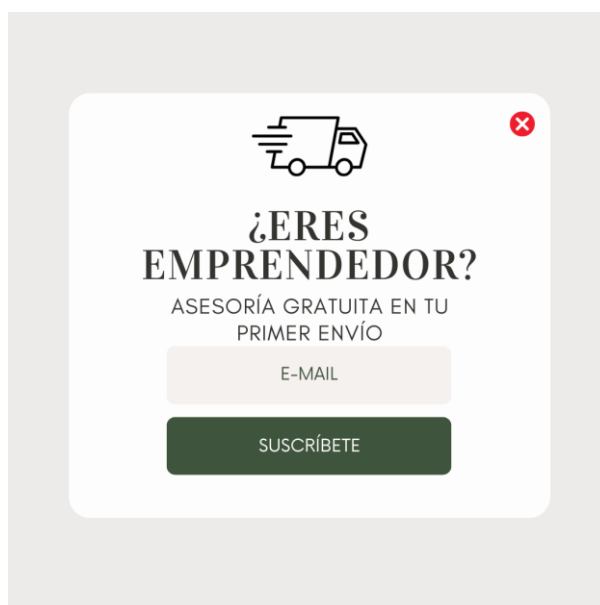 ¿ERES
EMPRENDEDOR?
ASESORÍA GRATUITA EN TU
PRIMER ENVÍO
E-MAIL
SUSCRÍBETE